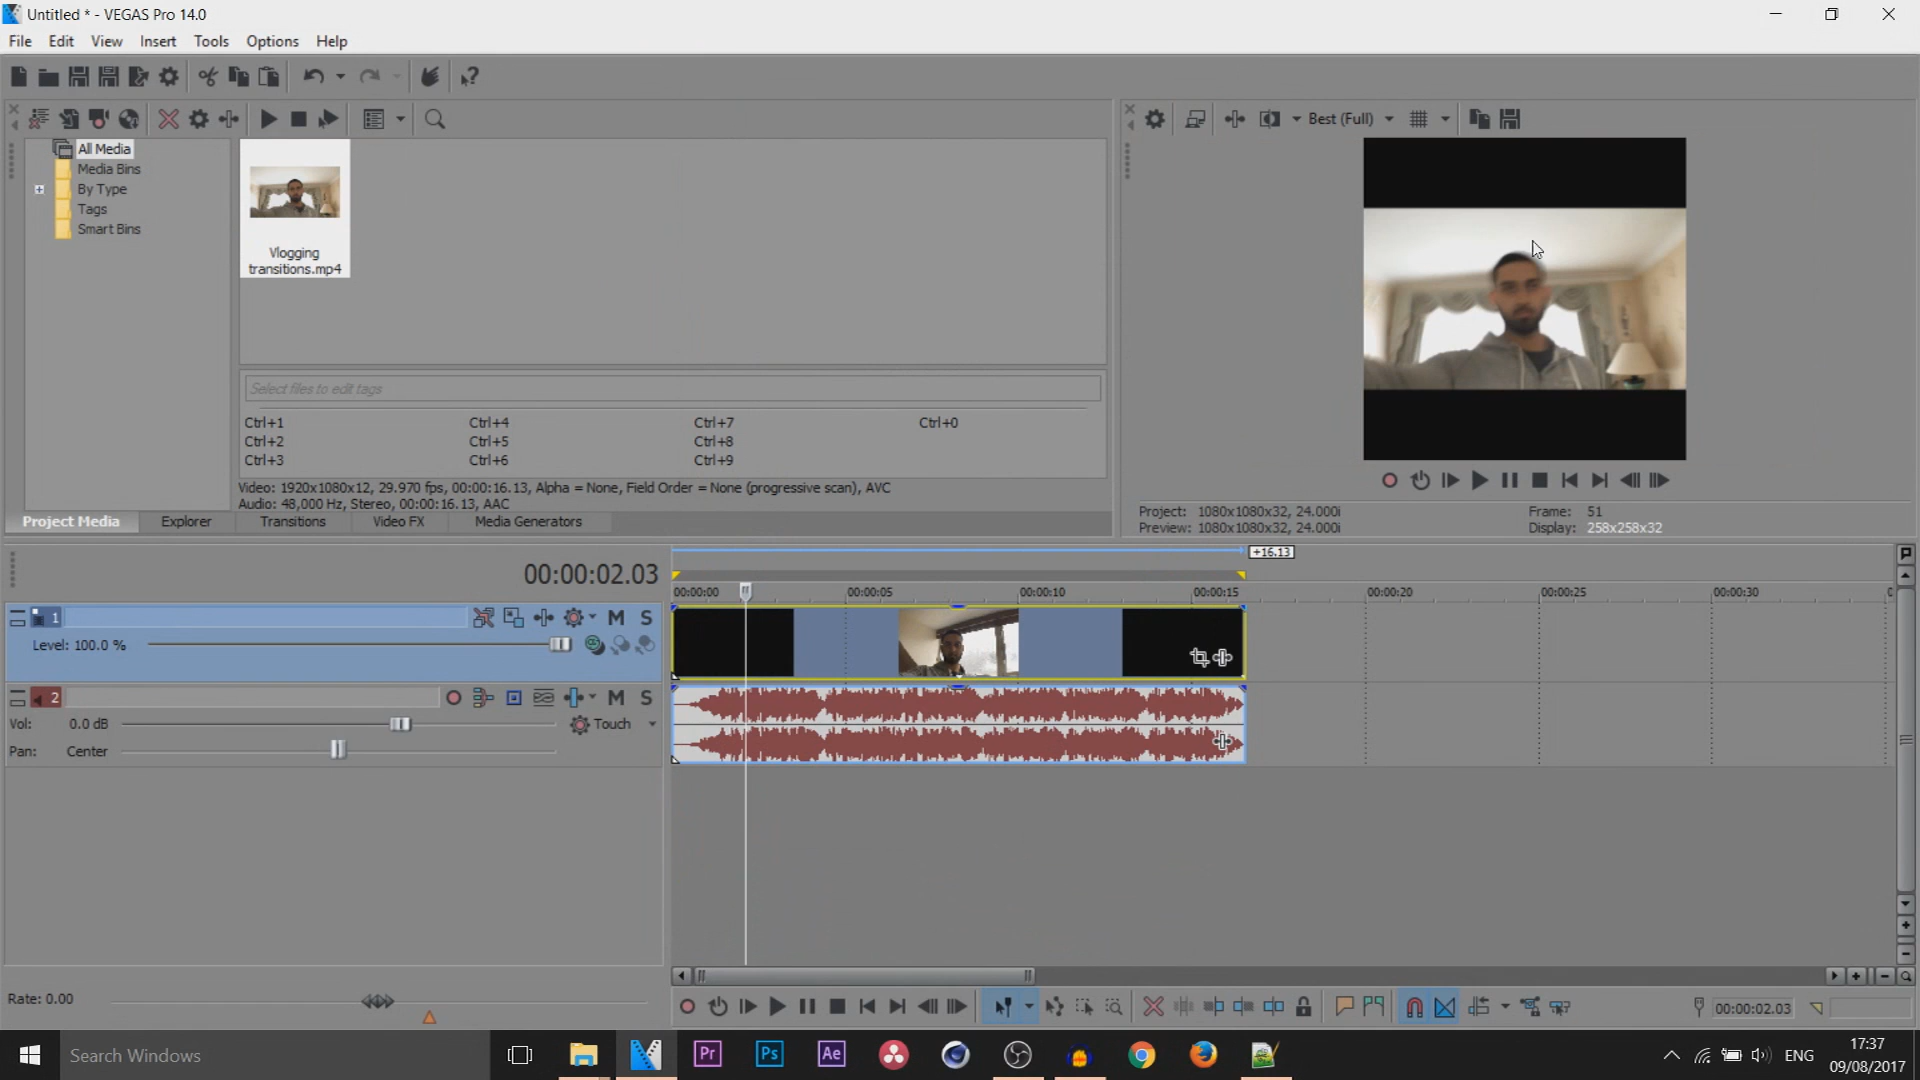 Untitled * - VEGAS Pro 14.0
File Edit View Insert Tools Options Help
Best (Full)
All Media
Media Bins
By Type
Tags
Smart Bins
Vlogging
transitions.mp4
Select files to edit tags
Ctrl+1 Ctrl+4 Ctrl+7 Ctrl+0
Ctrl+2 Ctrl+5 Ctrl+8
Ctrl+3 Ctrl+6 Ctrl+9
Video: 1920x1080x12, 29.970 fps, 00:00:16.13, Alpha = None, Field Order = None (progressive scan), AVC
Audio: 48,000 Hz, Stereo, 00:00:16.13, AAC
Project Media Explorer Transitions Video FX Media Generators
Project: 1080x1080x32, 24.000i Frame: 51
Preview: 1080x1080x32, 24.000i Display: 258x258x32
+16.13
00:00:02.03
00:00:00 00:00:05 00:00:10 00:00:15 00:00:20 00:00:25 00:00:30
1 M S
Level: 100.0 %
2 M S
Vol: 0.0 dB Touch
Pan: Center
Rate: 0.00
00:00:02.03
Search Windows
Pr Ps Ae
ENG
17:37
09/08/2017